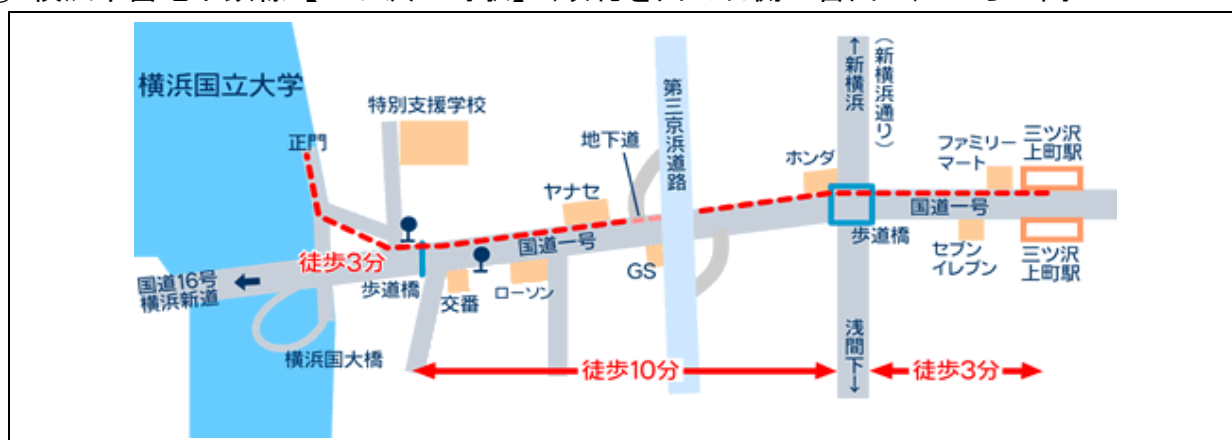 横浜国立大学
正門
特別支援学校
地下道
第三京浜道路
ヤナセ
国道一号
GS
ホンダ
↑新横浜
（新横浜通り）
ファミリー
マート
三ツ沢
上町駅
国道一号
歩道橋
セブン
イレブン
三ツ沢
上町駅
徒歩3分
国道16号
横浜新道
歩道橋
交番
ローソン
横浜国大橋
浅間下↓
徒歩10分
徒歩3分